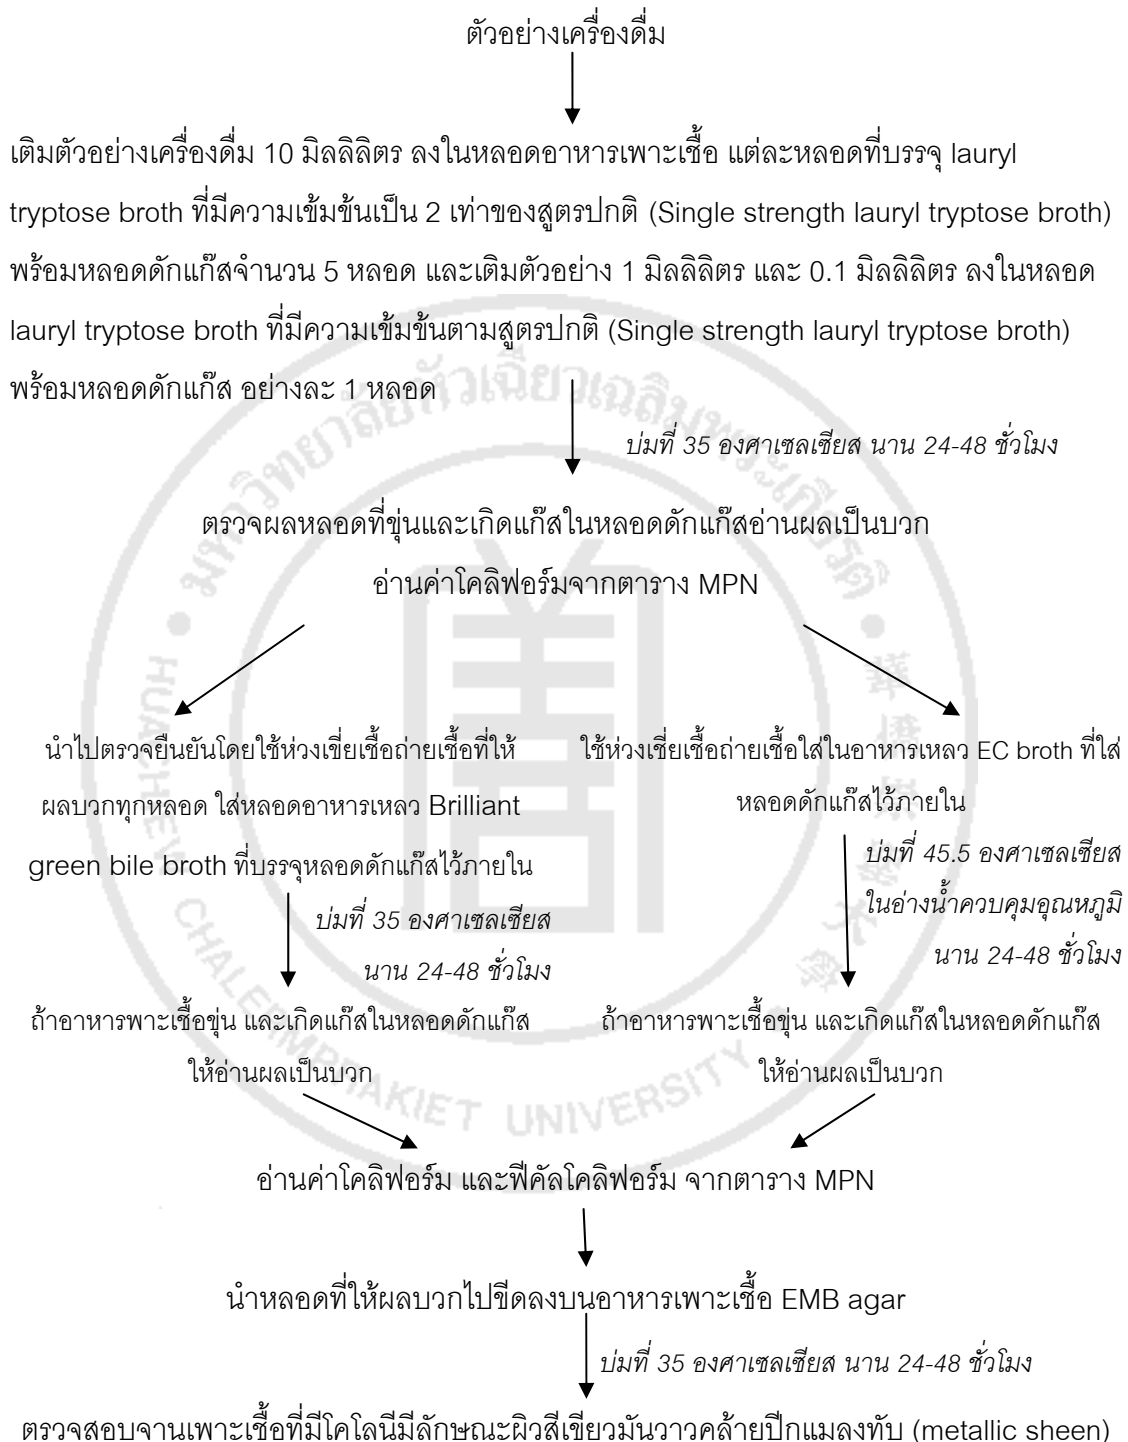 ตัวอย่างเครื่องดื่ม
เติมตัวอย่างเครื่องดื่ม 10 มิลลิลิตร ลงในหลอดอาหารเพาะเชื้อ แต่ละหลอดที่บรรจุ lauryl
tryptose broth ที่มีความเข้มข้นเป็น 2 เท่าของสูตรปกติ (Single strength lauryl tryptose broth)
พร้อมหลอดดักแก๊สจำนวน 5 หลอด และเติมตัวอย่าง 1 มิลลิลิตร และ 0.1 มิลลิลิตร ลงในหลอด
lauryl tryptose broth ที่มีความเข้มข้นตามสูตรปกติ (Single strength lauryl tryptose broth)
พร้อมหลอดดักแก๊ส อย่างละ 1 หลอด
บ่มที่ 35 องศาเซลเซียส นาน 24-48 ชั่วโมง
ตรวจผลหลอดที่ขุ่นและเกิดแก๊สในหลอดดักแก๊สอ่านผลเป็นบวก
อ่านค่าโคลิฟอร์มจากตาราง MPN
นำไปตรวจยืนยันโดยใช้ห่วงเขี่ยเชื้อถ่ายเชื้อที่ให้
ผลบวกทุกหลอด ใส่หลอดอาหารเหลว Brilliant
green bile broth ที่บรรจุหลอดดักแก๊สไว้ภายใน
บ่มที่ 35 องศาเซลเซียส
นาน 24-48 ชั่วโมง
ถ้าอาหารพาะเชื้อขุ่น และเกิดแก๊สในหลอดดักแก๊ส
ให้อ่านผลเป็นบวก
ใช้ห่วงเขี่ยเชื้อถ่ายเชื้อใส่ในอาหารเหลว EC broth ที่ใส่
หลอดดักแก๊สไว้ภายใน
บ่มที่ 45.5 องศาเซลเซียส
ในอ่างน้ำควบคุมอุณหภูมิ
นาน 24-48 ชั่วโมง
ถ้าอาหารพาะเชื้อขุ่น และเกิดแก๊สในหลอดดักแก๊ส
ให้อ่านผลเป็นบวก
อ่านค่าโคลิฟอร์ม และฟีคัลโคลิฟอร์ม จากตาราง MPN
นำหลอดที่ให้ผลบวกไปขีดลงบนอาหารเพาะเชื้อ EMB agar
บ่มที่ 35 องศาเซลเซียส นาน 24-48 ชั่วโมง
ตรวจสอบจานเพาะเชื้อที่มีโคโลนีมีลักษณะผิวสีเขียวมันวาวคล้ายปีกแมลงทับ (metallic sheen)
มหาวิทยาลัยหัวเฉียวเฉลิมพระเกียรติ
HUACHIEW CHALERMPRAKIET UNIVERSITY